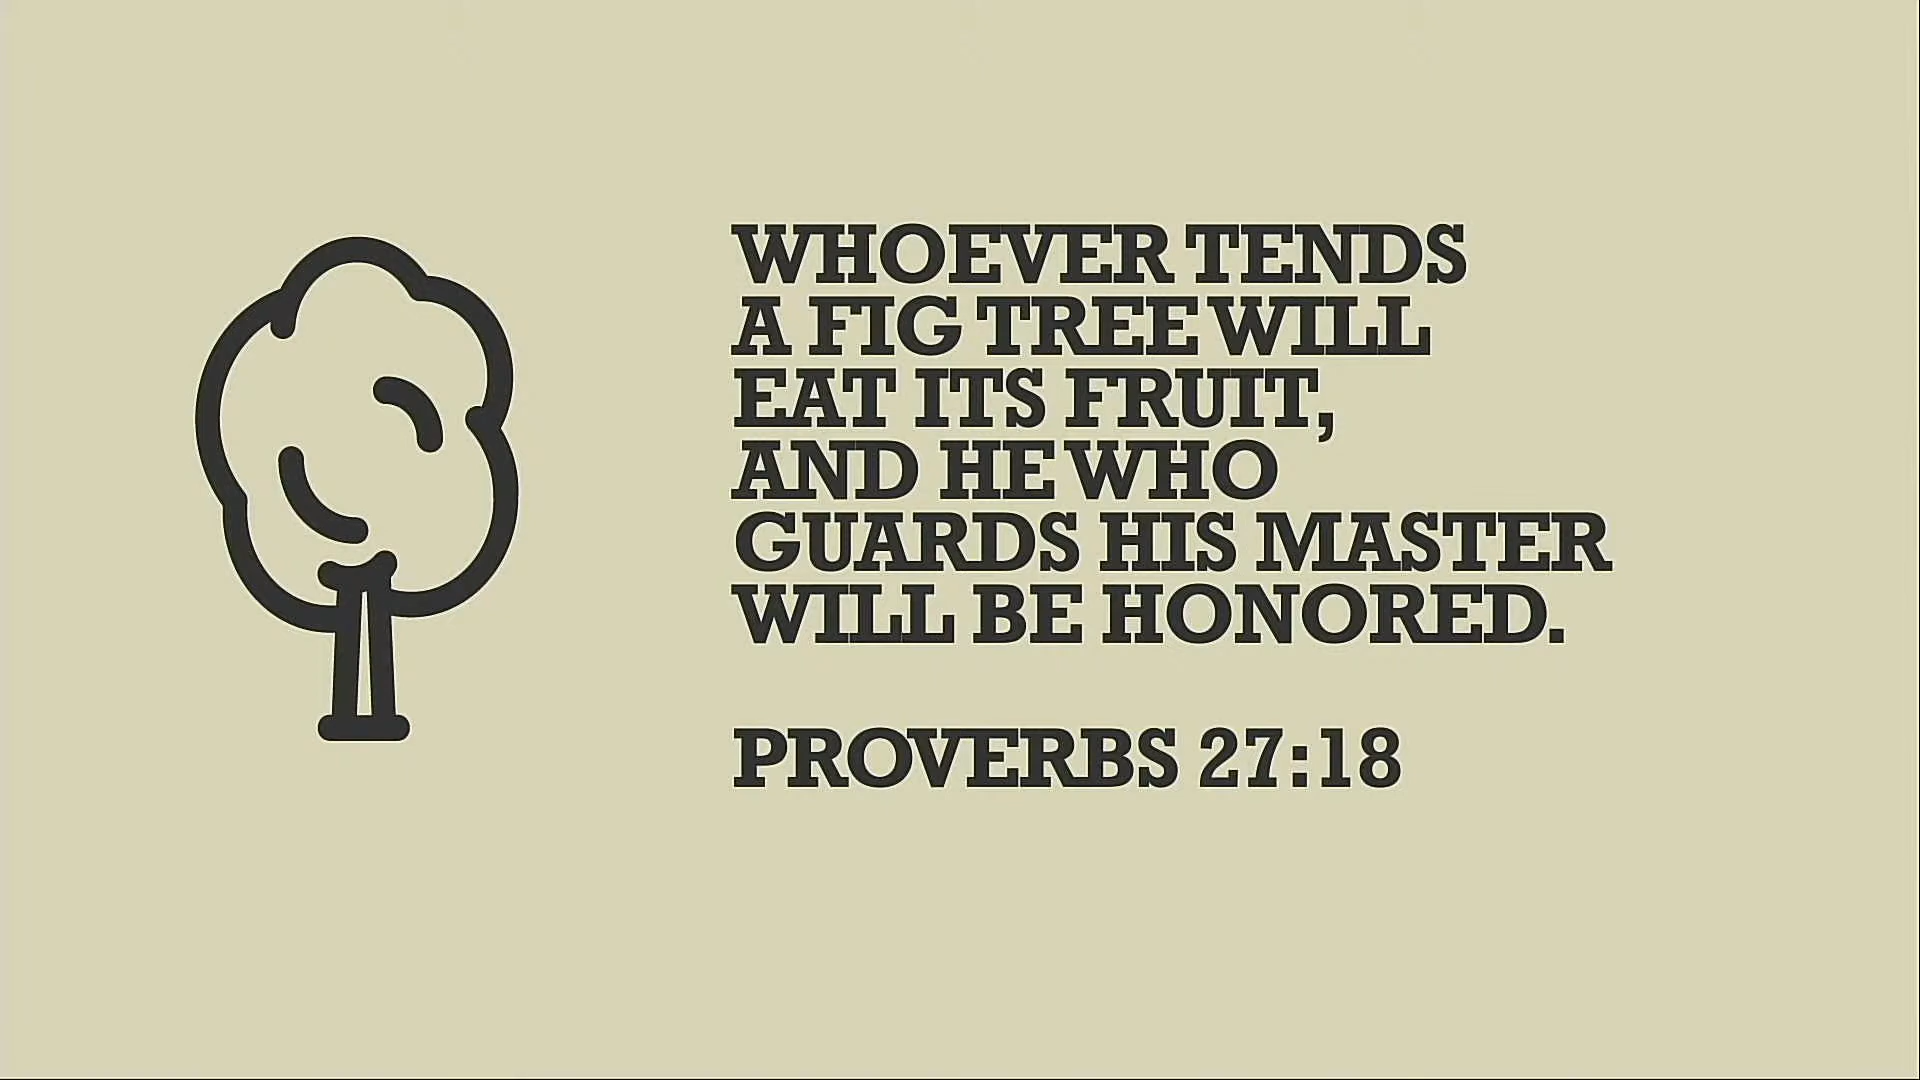 WHOEVER TENDS
A FIG TREE WILL
EAT ITS FRUIT,
AND HE WHO
GUARDS HIS MASTER
WILL BE HONORED.
PROVERBS 27:18